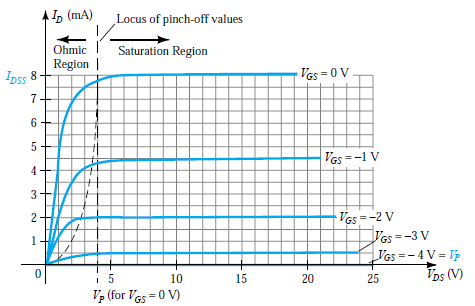 I_D (mA)
Locus of pinch-off values
Ohmic
Region
Saturation Region
I_DSS 8
V_GS = 0 V
7
6
5
V_GS = –1 V
4
3
2
V_GS = –2 V
V_GS = –3 V
1
V_GS = – 4 V = V_P
0
5
10
15
20
25
V_DS (V)
V_P (for V_GS = 0 V)